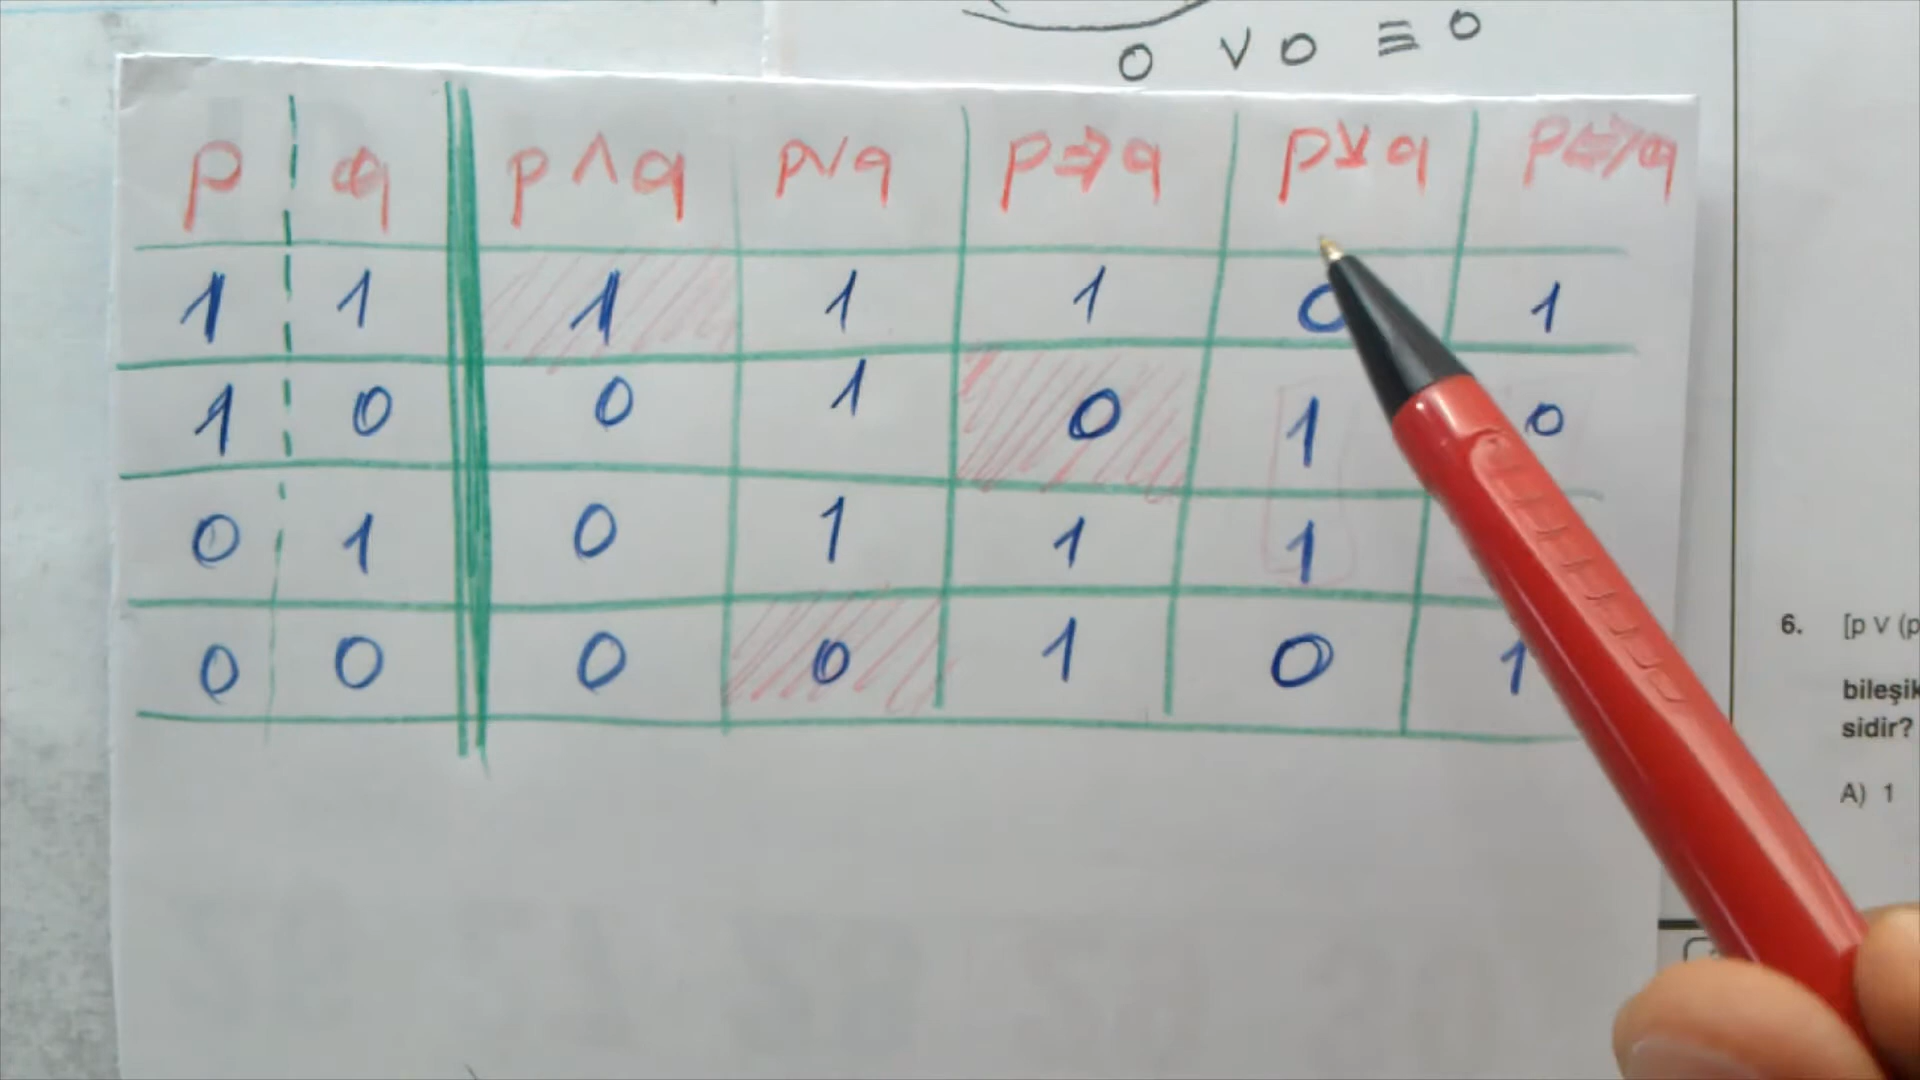 0 ∨ 0 ≡ 0
p q p ∧ q p ∨ q p ⇒ q p ⊻ q p ⇔ q
1 1 1 1 1 0 1
1 0 0 1 0 1 0
0 1 0 1 1 1
0 0 0 0 1 0 1
6. [p ∨ (p
bileşik
sidir?
A) 1